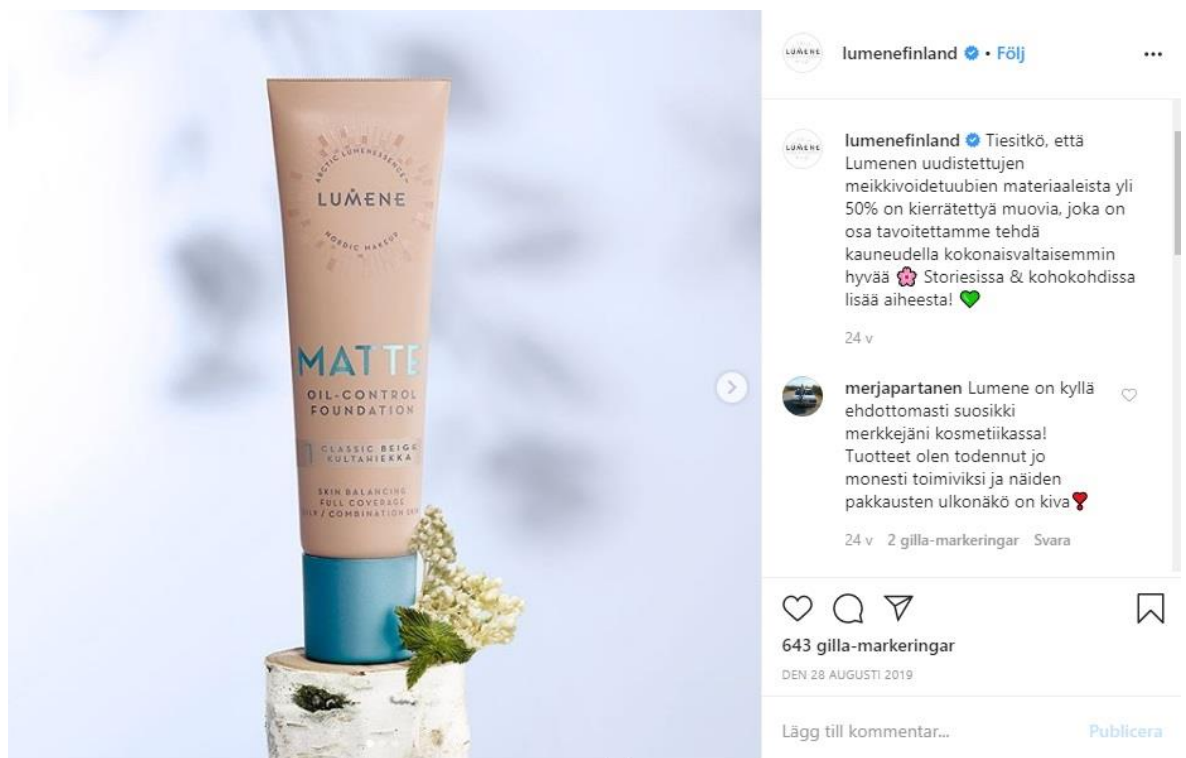 ARCTIC LUMENESSENCE™
LUMENE
NORDIC MAKEUP
MATTE
OIL-CONTROL
FOUNDATION
1 CLASSIC BEIGE
KULTAHIEKKA
SKIN BALANCING
FULL COVERAGE
OILY / COMBINATION SKIN
LUMENE
lumenefinland • Följ
LUMENE
lumenefinland Tiesitkö, että
Lumenen uudistettujen
meikkivoidetuubien materiaaleista yli
50% on kierrätettyä muovia, joka on
osa tavoitettamme tehdä
kauneudella kokonaisvaltaisemmin
hyvää 🌸 Storiesissa & kohokohdissa
lisää aiheesta! 💚
24 v
merjapartanen Lumene on kyllä
ehdottomasti suosikki
merkkejäni kosmetiikassa!
Tuotteet olen todennut jo
monesti toimiviksi ja näiden
pakkausten ulkonäkö on kiva❣️
24 v 2 gilla-markeringar Svara
643 gilla-markeringar
DEN 28 AUGUSTI 2019
Lägg till kommentar... Publicera